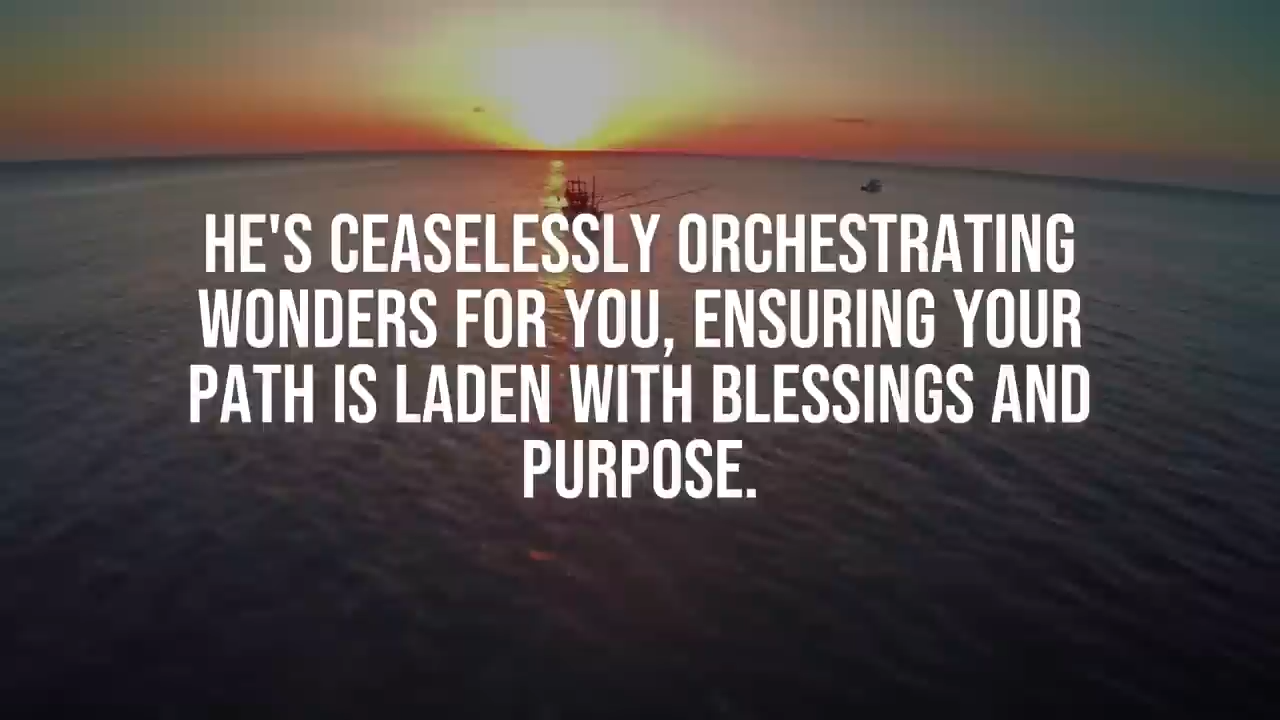 HE'S CEASELESSLY ORCHESTRATING
WONDERS FOR YOU, ENSURING YOUR
PATH IS LADEN WITH BLESSINGS AND
PURPOSE.